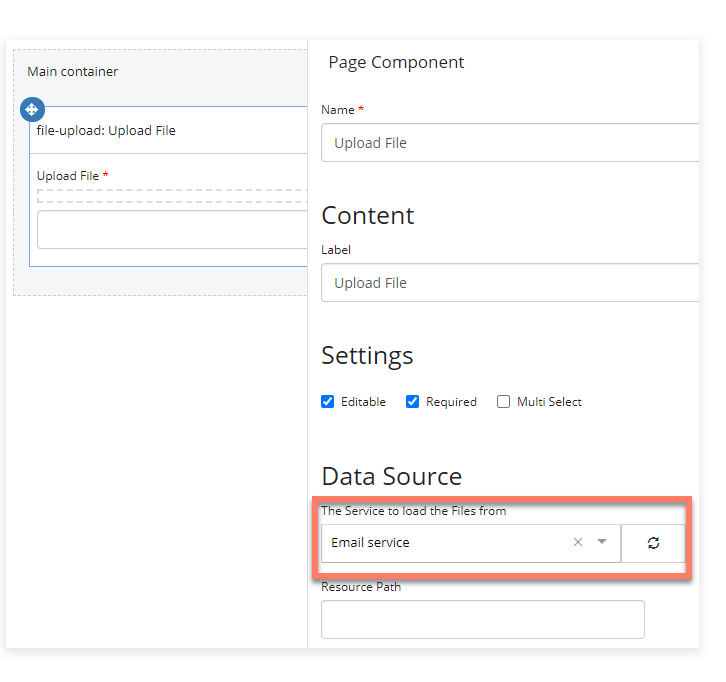 Main container
file-upload: Upload File
Upload File *
Page Component
Name *
Upload File
Content
Label
Upload File
Settings
Editable Required Multi Select
Data Source
The Service to load the Files from
Email service
Resource Path